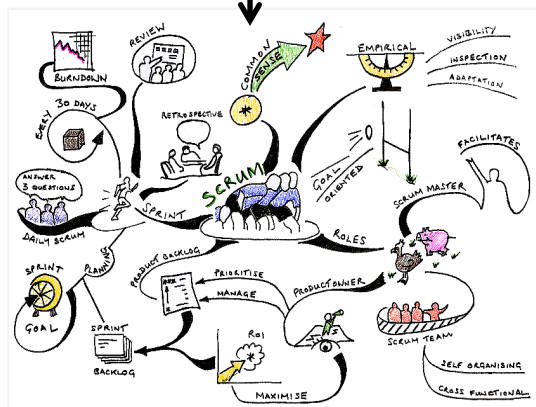 REVIEW
BURNDOWN
EVERY 30 DAYS
RETROSPECTIVE
COMMON
SENSE
EMPIRICAL
VISIBILITY
INSPECTION
ADAPTATION
ANSWER
3 QUESTIONS
DAILY SCRUM
SPRINT
SCRUM
GOAL
ORIENTED
FACILITATES
SCRUM MASTER
ROLES
PLANNING
SPRINT
GOAL
SPRINT
BACKLOG
PRODUCT BACKLOG
PRIORITISE
MANAGE
PRODUCT OWNER
ROI
MAXIMISE
SCRUM TEAM
SELF ORGANISING
CROSS FUNCTIONAL